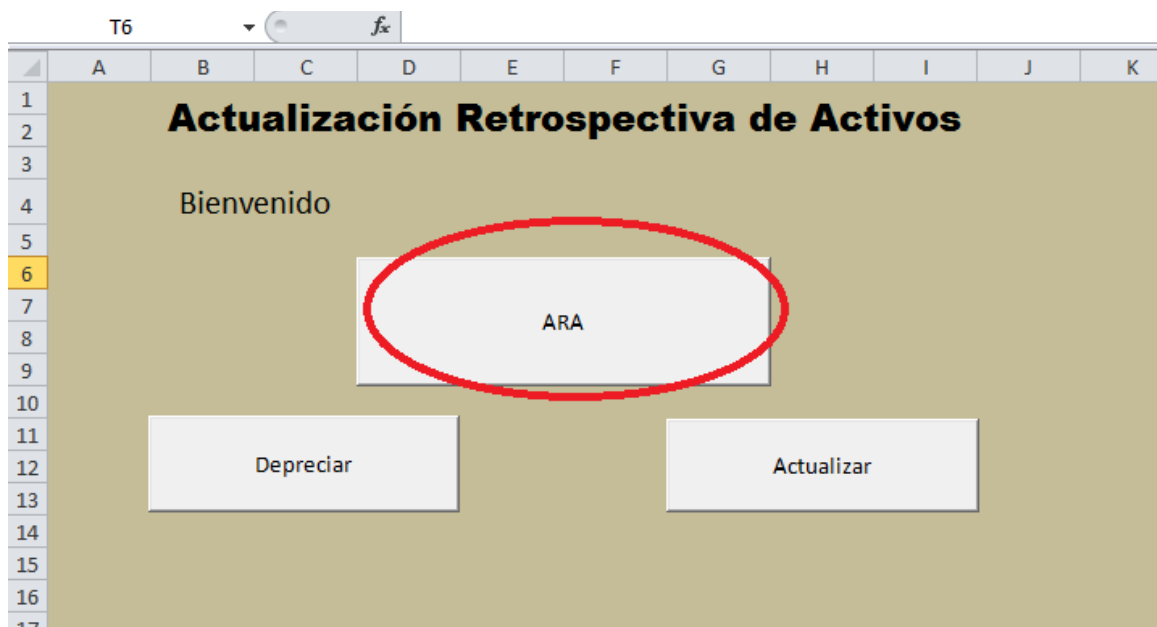 T6 fx
A B C D E F G H I J K
1
Actualización Retrospectiva de Activos
2
3
4 Bienvenido
5
6
7
ARA
8
9
10
11
12 Depreciar Actualizar
13
14
15
16
17